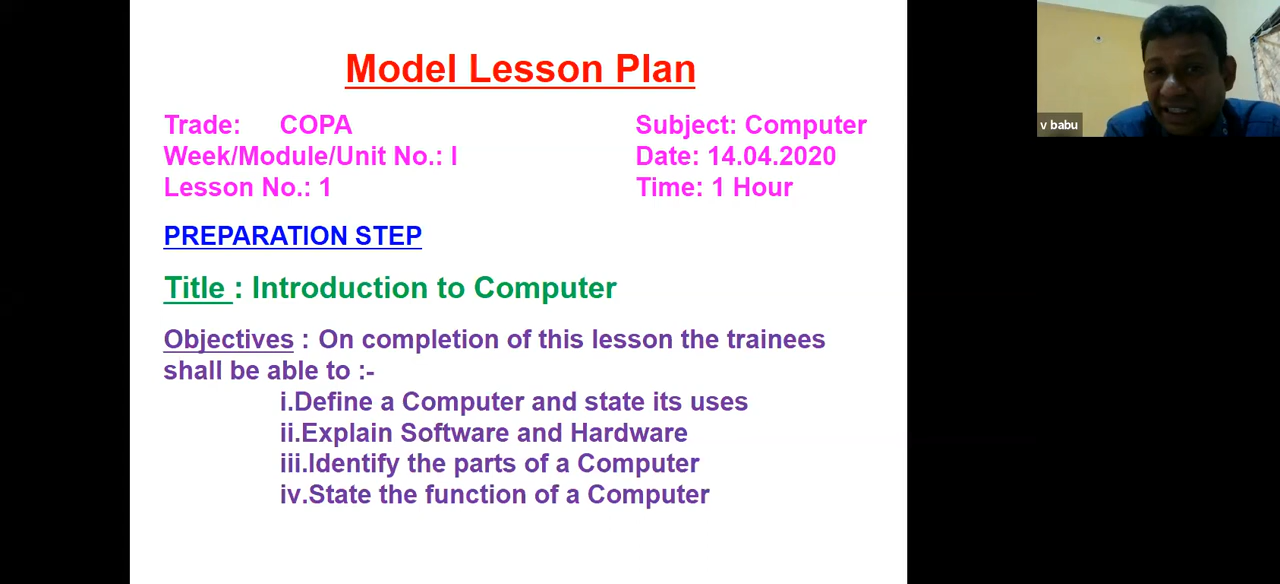 Model Lesson Plan
Trade: COPA
Subject: Computer
Week/Module/Unit No.: I
Date: 14.04.2020
Lesson No.: 1
Time: 1 Hour
PREPARATION STEP
Title : Introduction to Computer
Objectives : On completion of this lesson the trainees
shall be able to :-
i.Define a Computer and state its uses
ii.Explain Software and Hardware
iii.Identify the parts of a Computer
iv.State the function of a Computer
v babu